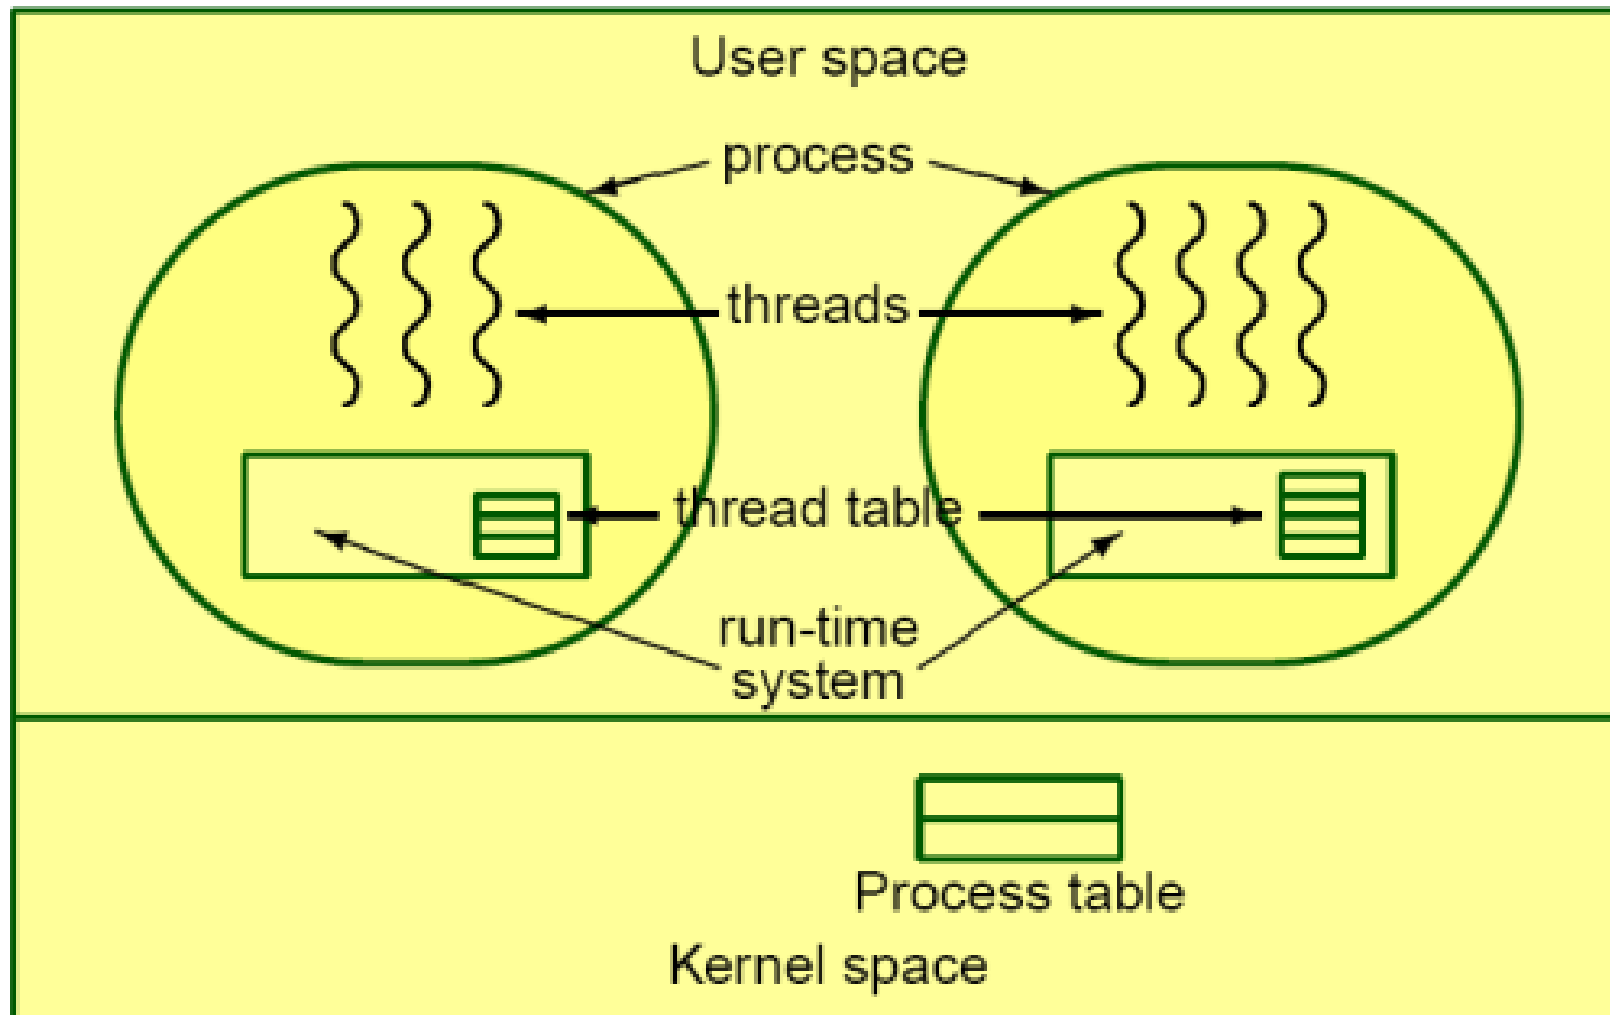 User space
process
threads
thread table
run-time
system
Process table
Kernel space